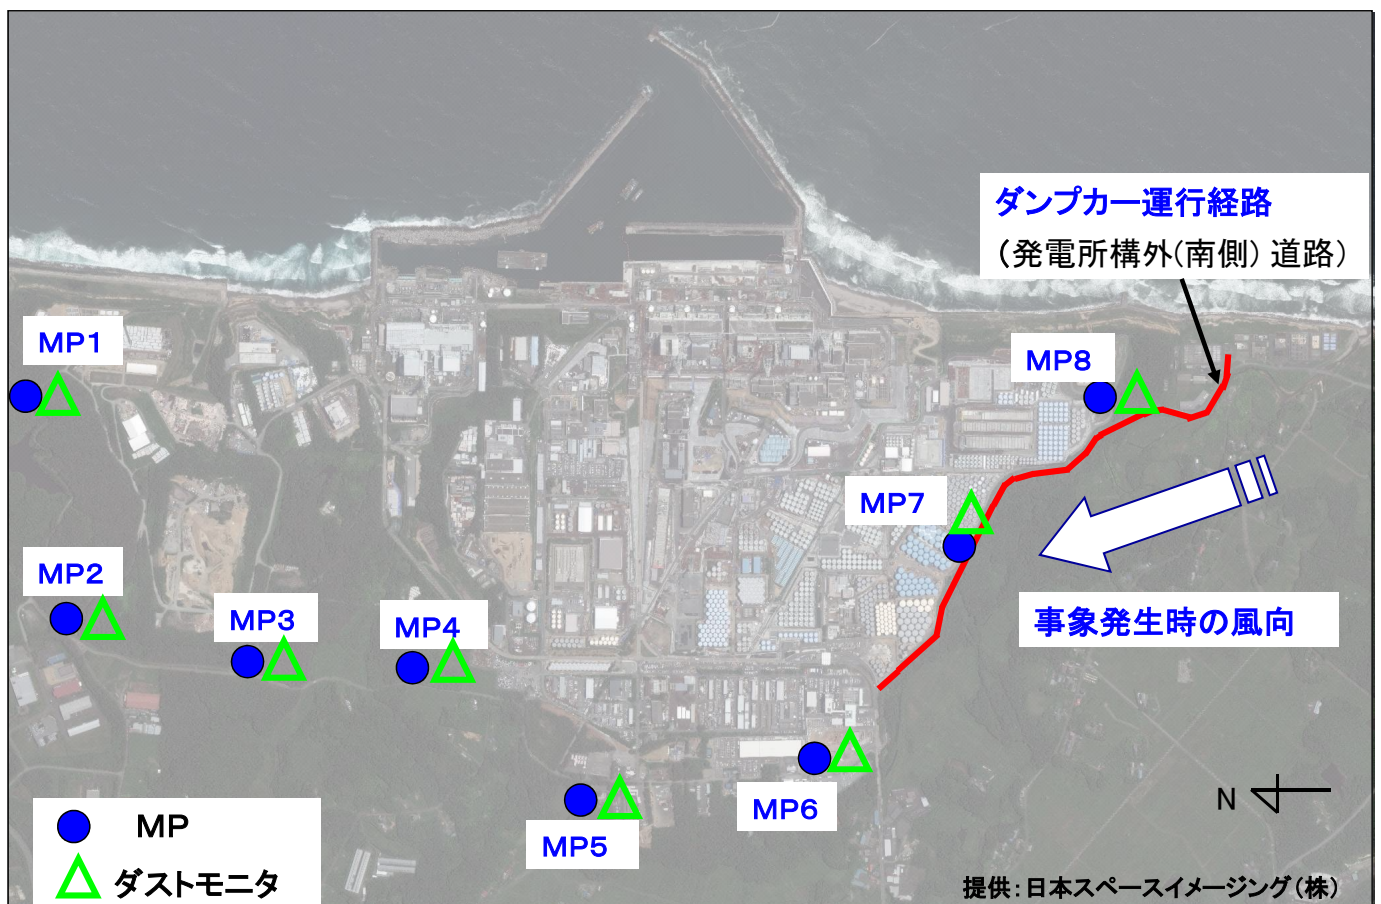 ダンプカー運行経路
（発電所構外(南側) 道路）
MP1
MP8
MP7
MP2
MP3
MP4
事象発生時の風向
MP6
N
MP5
MP
ダストモニタ
提供：日本スペースイメージング（株）